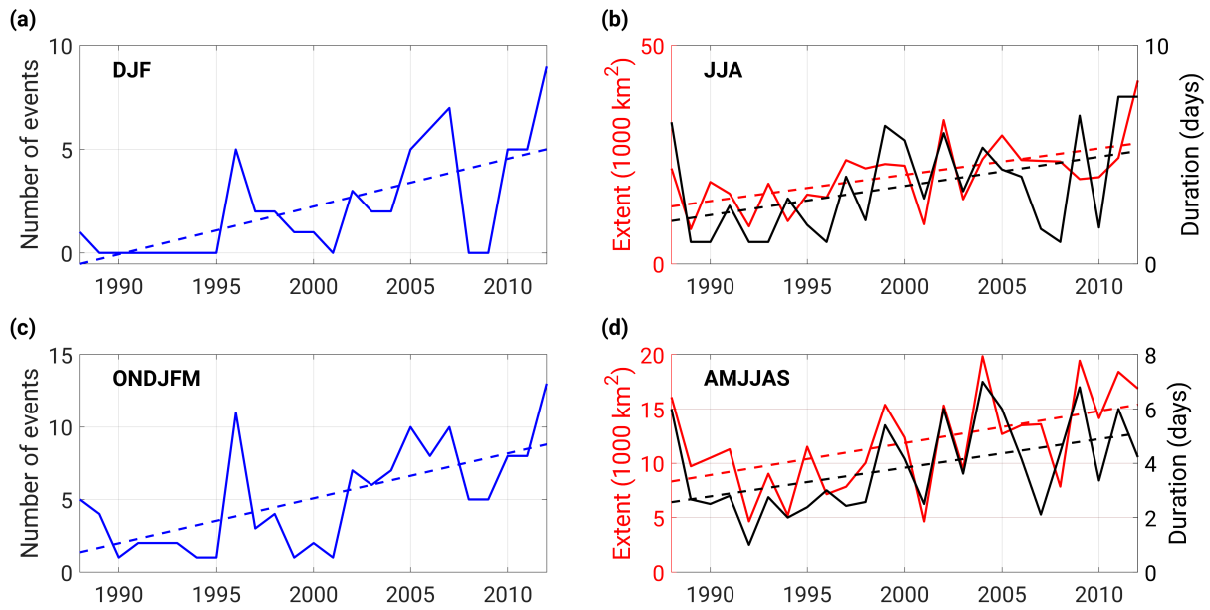 (a)
DJF
Number of events
10
5
0
1990 1995 2000 2005 2010
(b)
JJA
Extent (1000 km²)
50
0
Duration (days)
10
0
1990 1995 2000 2005 2010
(c)
ONDJFM
Number of events
15
10
5
0
1990 1995 2000 2005 2010
(d)
AMJJAS
Extent (1000 km²)
20
15
10
5
0
Duration (days)
8
6
4
2
0
1990 1995 2000 2005 2010